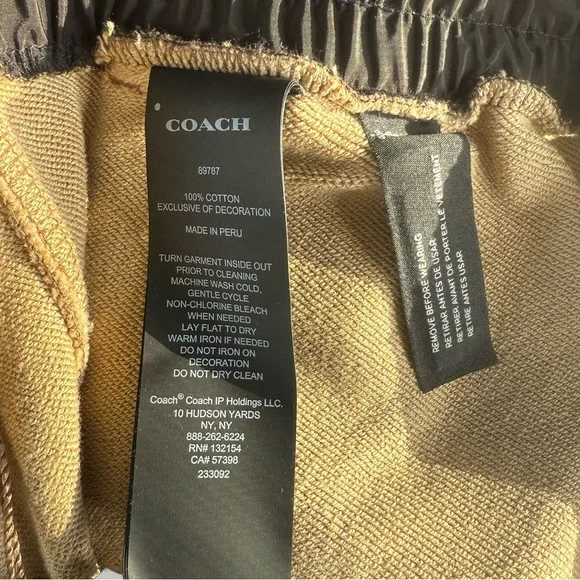 COACH
89787
100% COTTON
EXCLUSIVE OF DECORATION
MADE IN PERU
TURN GARMENT INSIDE OUT
PRIOR TO CLEANING
MACHINE WASH COLD,
GENTLE CYCLE
NON-CHLORINE BLEACH
WHEN NEEDED
LAY FLAT TO DRY
WARM IRON IF NEEDED
DO NOT IRON ON
DECORATION
DO NOT DRY CLEAN
Coach® Coach IP Holdings LLC.
10 HUDSON YARDS
NY, NY
888-262-6224
RN# 132154
CA# 57398
233092
REMOVE BEFORE WEARING
RETIRAR ANTES DE USAR
RETIRER AVANT DE PORTER LE VETEMENT
RETIRE ANTES USAR